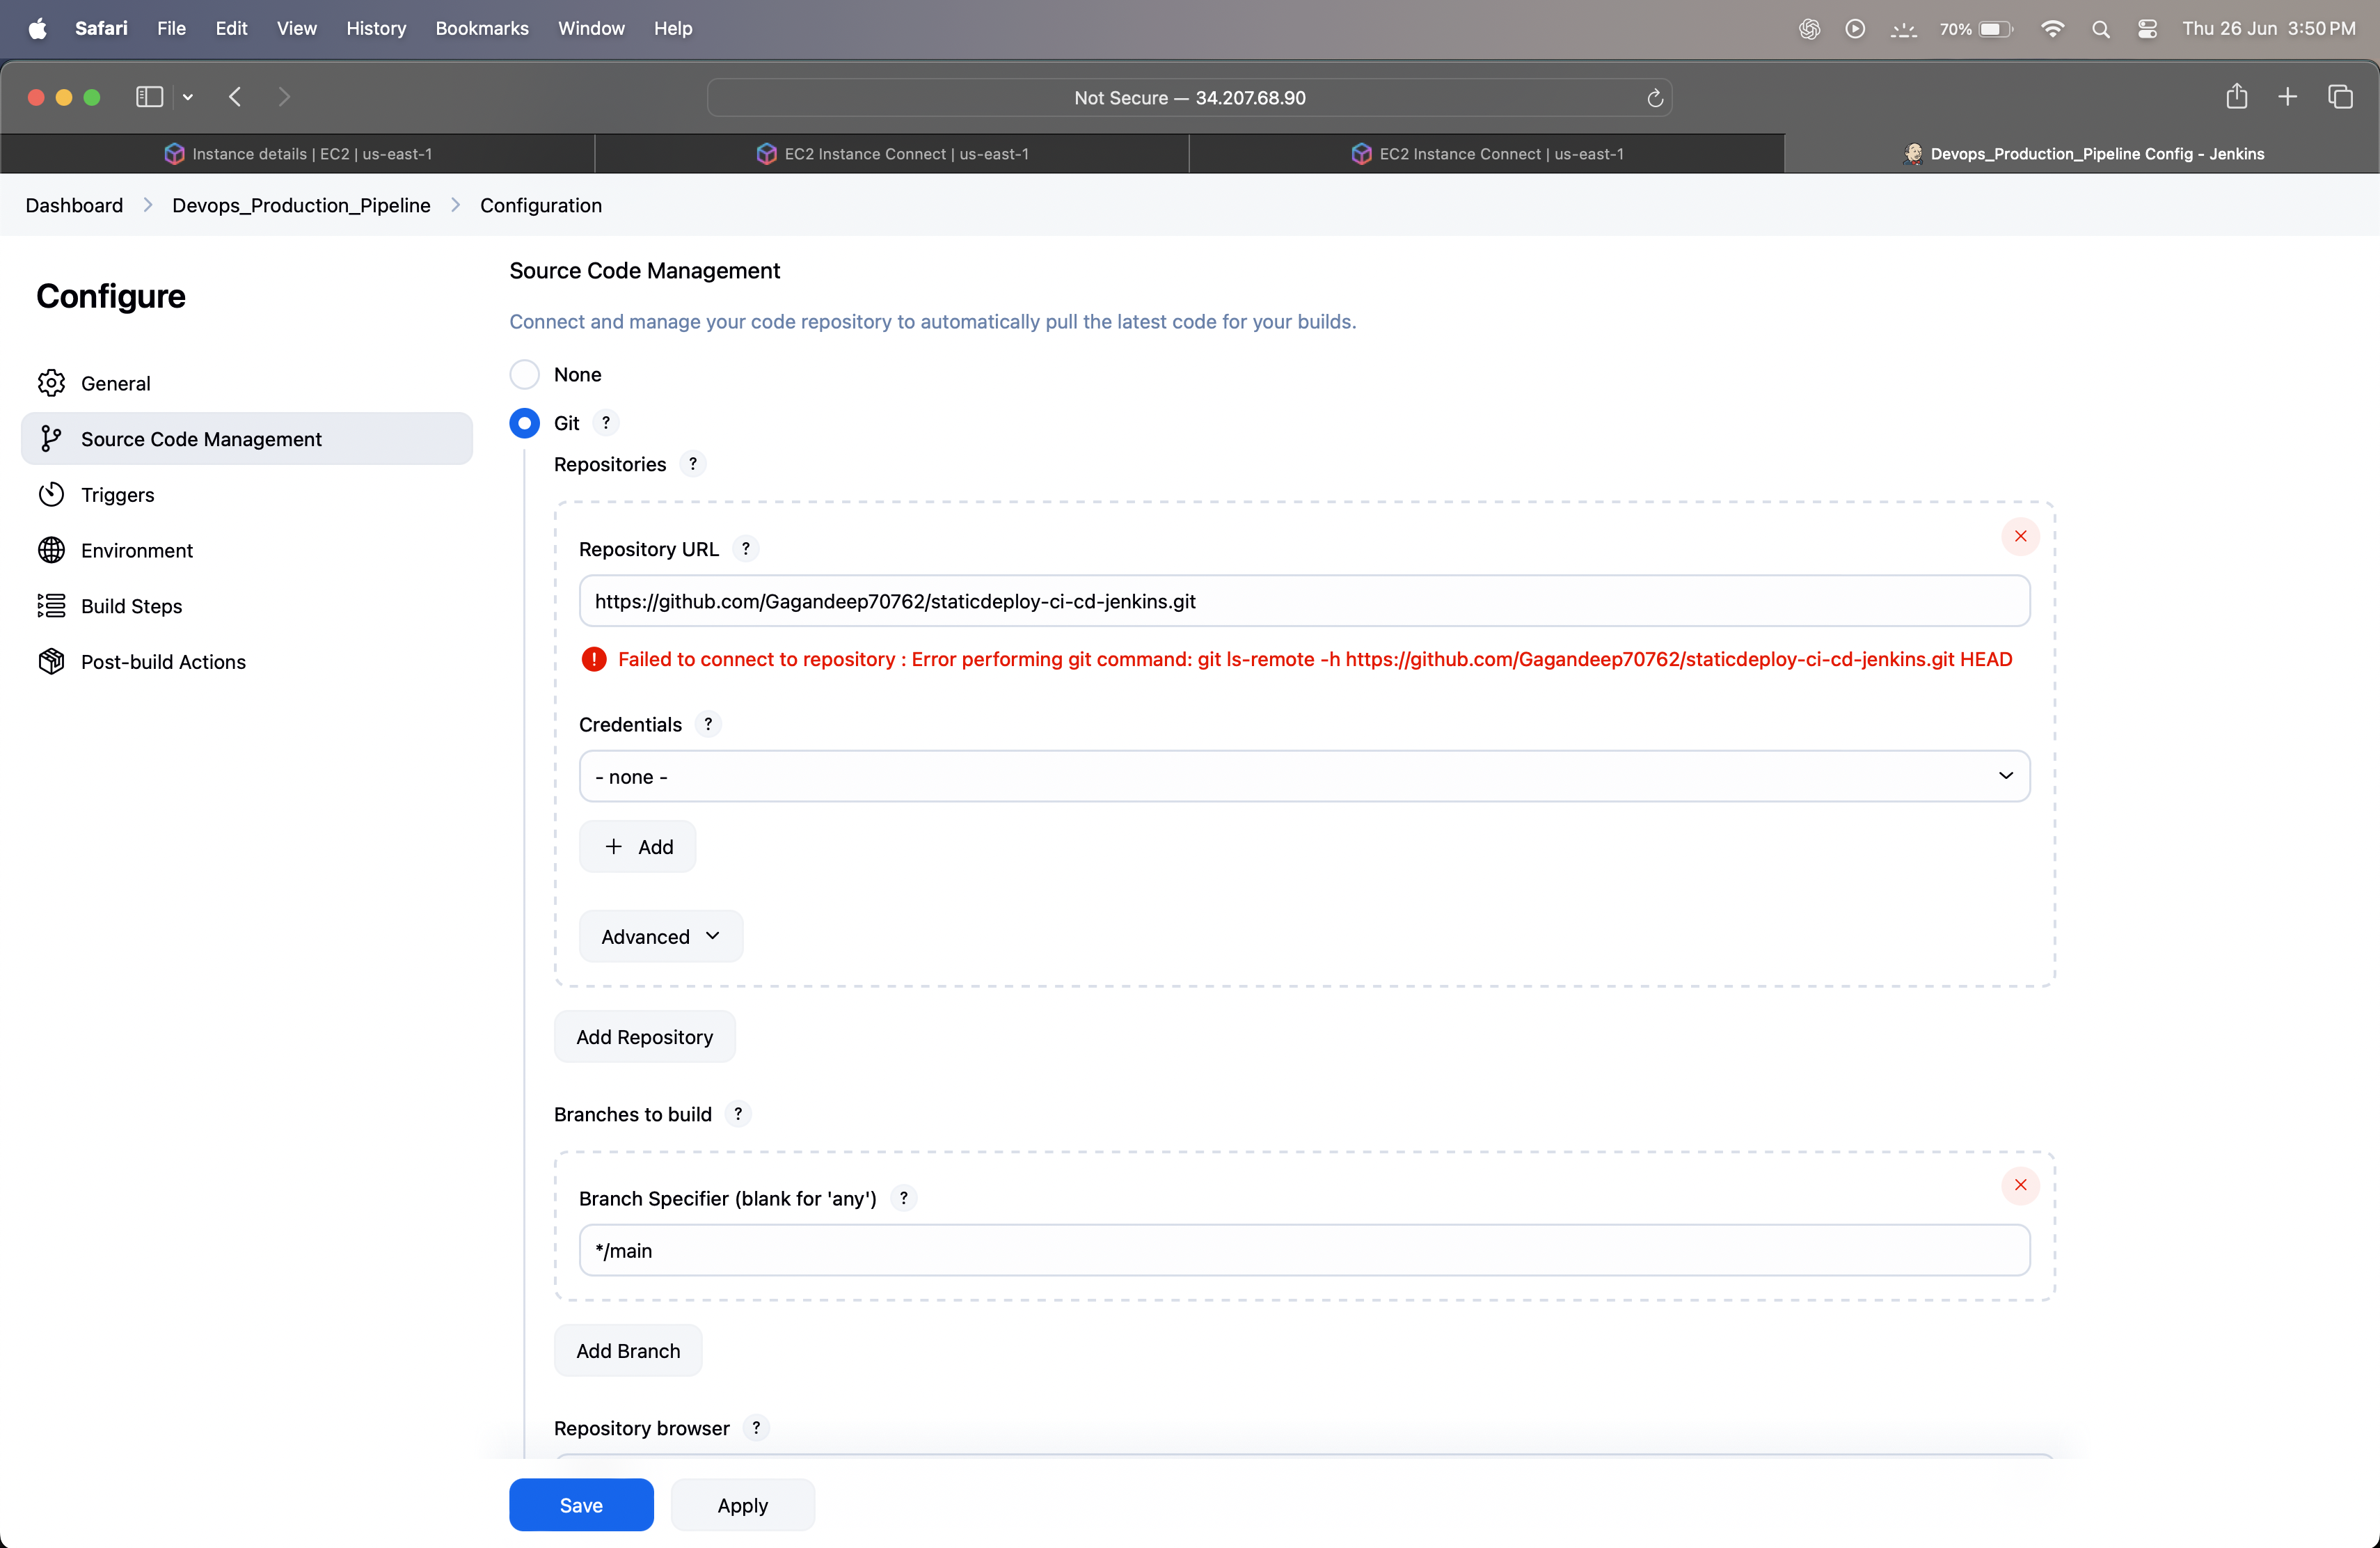 Safari File Edit View History Bookmarks Window Help 70% Thu 26 Jun 3:50 PM
Not Secure — 34.207.68.90
Instance details | EC2 | us-east-1 EC2 Instance Connect | us-east-1 EC2 Instance Connect | us-east-1 Devops_Production_Pipeline Config - Jenkins
Dashboard > Devops_Production_Pipeline > Configuration
Configure
General
Source Code Management
Triggers
Environment
Build Steps
Post-build Actions
Source Code Management
Connect and manage your code repository to automatically pull the latest code for your builds.
None
Git ?
Repositories ?
Repository URL ?
https://github.com/Gagandeep70762/staticdeploy-ci-cd-jenkins.git
! Failed to connect to repository : Error performing git command: git ls-remote -h https://github.com/Gagandeep70762/staticdeploy-ci-cd-jenkins.git HEAD
Credentials ?
- none -
+ Add
Advanced
Add Repository
Branches to build ?
Branch Specifier (blank for 'any') ?
*/main
Add Branch
Repository browser ?
Save Apply